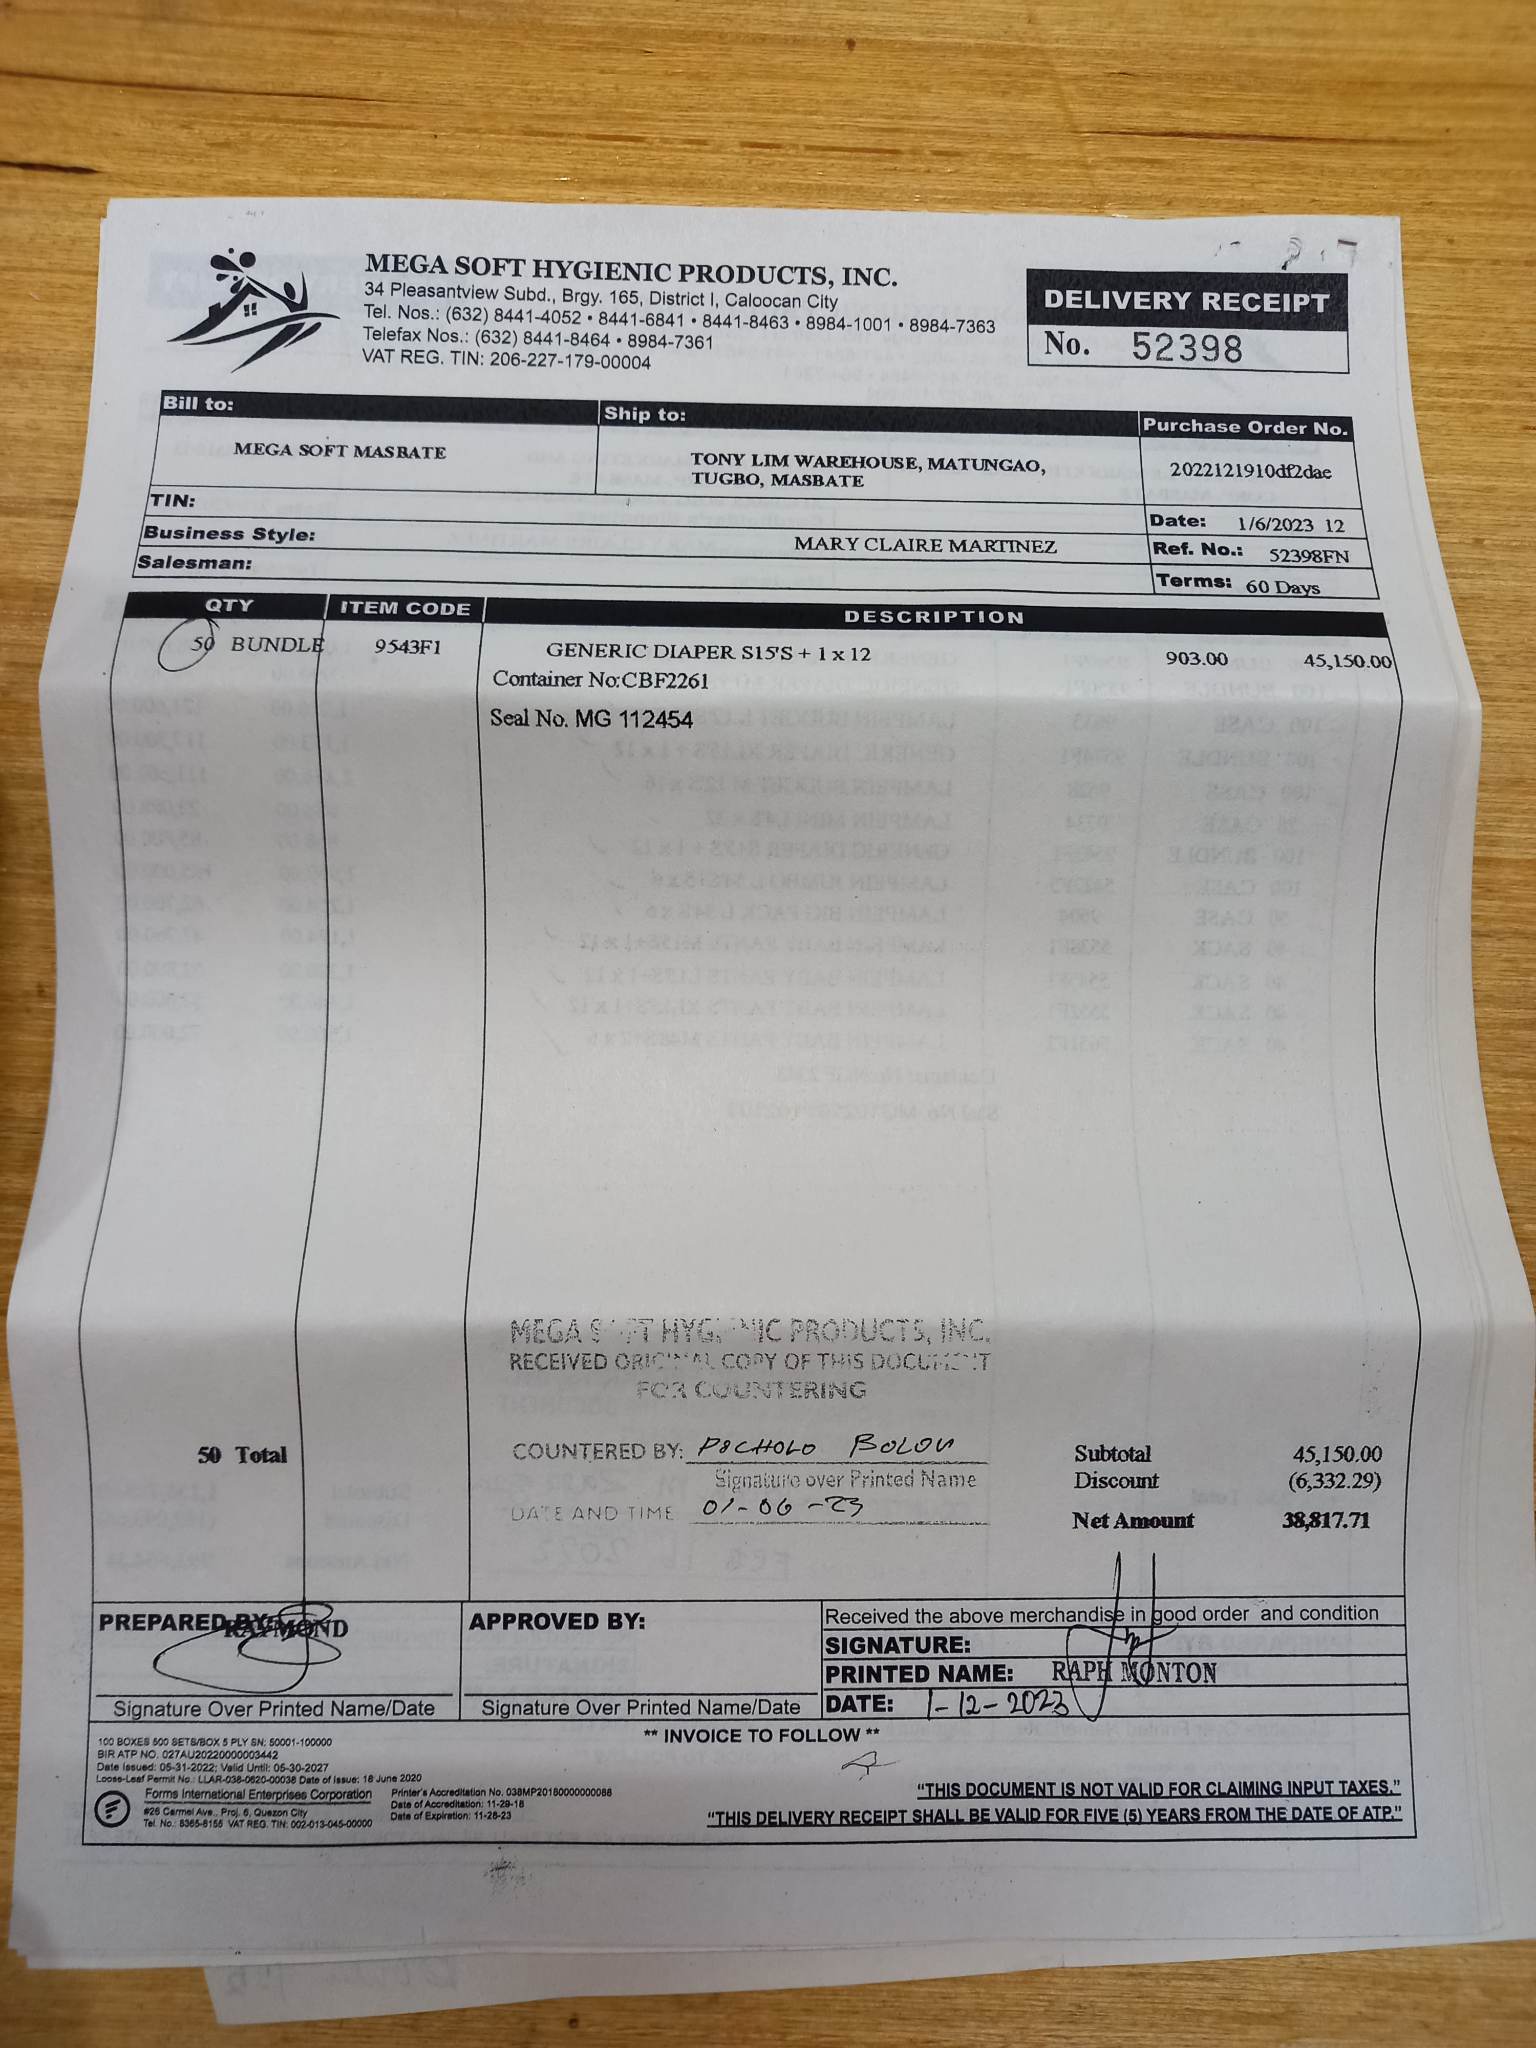 MEGA SOFT HYGIENIC PRODUCTS, INC.
34 Pleasantview Subd., Brgy. 165, District I, Caloocan City
Tel. Nos.: (632) 8441-4052 • 8441-6841 • 8441-8463 • 8984-1001 • 8984-7363
Telefax Nos.: (632) 8441-8464 • 8984-7361
VAT REG. TIN: 206-227-179-00004
DELIVERY RECEIPT
No. 52398
Bill to: Ship to: Purchase Order No.
MEGA SOFT MASBATE TONY LIM WAREHOUSE, MATUNGAO, 2022121910df2dae
TUGBO, MASBATE
TIN: Date: 1/6/2023 12
Business Style: MARY CLAIRE MARTINEZ Ref. No.: 52398FN
Salesman: Terms: 60 Days
QTY ITEM CODE DESCRIPTION
50 BUNDLE 9543F1 GENERIC DIAPER S15'S + 1 x 12 903.00 45,150.00
Container No:CBF2261
Seal No. MG 112454
MEGA SOFT HYGIENIC PRODUCTS, INC.
RECEIVED ORIGINAL COPY OF THIS DOCUMENT
FOR COUNTERING
50 Total COUNTERED BY: POCHOLO Subtotal 45,150.00
Signature over Printed Name Discount (6,332.29)
DATE AND TIME 01-06-23 Net Amount 38,817.71
PREPARED BY: RAYMOND
Signature Over Printed Name/Date
APPROVED BY:
Signature Over Printed Name/Date
Received the above merchandise in good order and condition
SIGNATURE:
PRINTED NAME: RAPH MONTON
DATE: 1-12-2023
** INVOICE TO FOLLOW **
100 BOXES 500 SETS/BOX 5 PLY SN: 50001-100000
BIR ATP NO. 027AU20220000003442
Date Issued: 05-31-2022; Valid Until: 05-30-2027
Loose-Leaf Permit No.: LLAR-038-0620-00038 Date of Issue: 18 June 2020
Forms International Enterprises Corporation
#26 Carmel Ave., Proj. 6, Quezon City
Tel. No.: 8365-8155 VAT REG. TIN: 002-013-045-00000
Printer's Accreditation No. 038MP20180000000088
Date of Accreditation: 11-29-18
Date of Expiration: 11-28-23
"THIS DOCUMENT IS NOT VALID FOR CLAIMING INPUT TAXES."
"THIS DELIVERY RECEIPT SHALL BE VALID FOR FIVE (5) YEARS FROM THE DATE OF ATP."